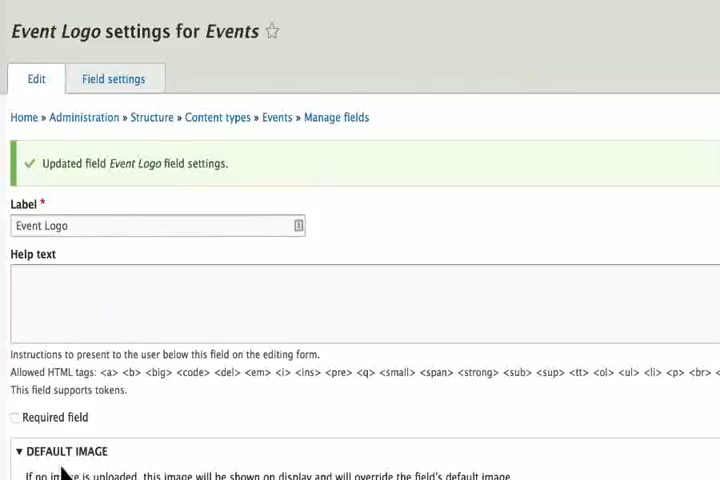 Event Logo settings for Events
Edit
Field settings
Home » Administration » Structure » Content types » Events » Manage fields
Updated field Event Logo field settings.
Label *
Event Logo
Help text
Instructions to present to the user below this field on the editing form.
Allowed HTML tags: <a> <b> <big> <code> <del> <em> <i> <ins> <pre> <q> <small> <span> <strong> <sub> <sup> <tt> <ol> <ul> <li> <p> <br> <
This field supports tokens.
Required field
▼ DEFAULT IMAGE
If no image is uploaded, this image will be shown on display and will override the field's default image.